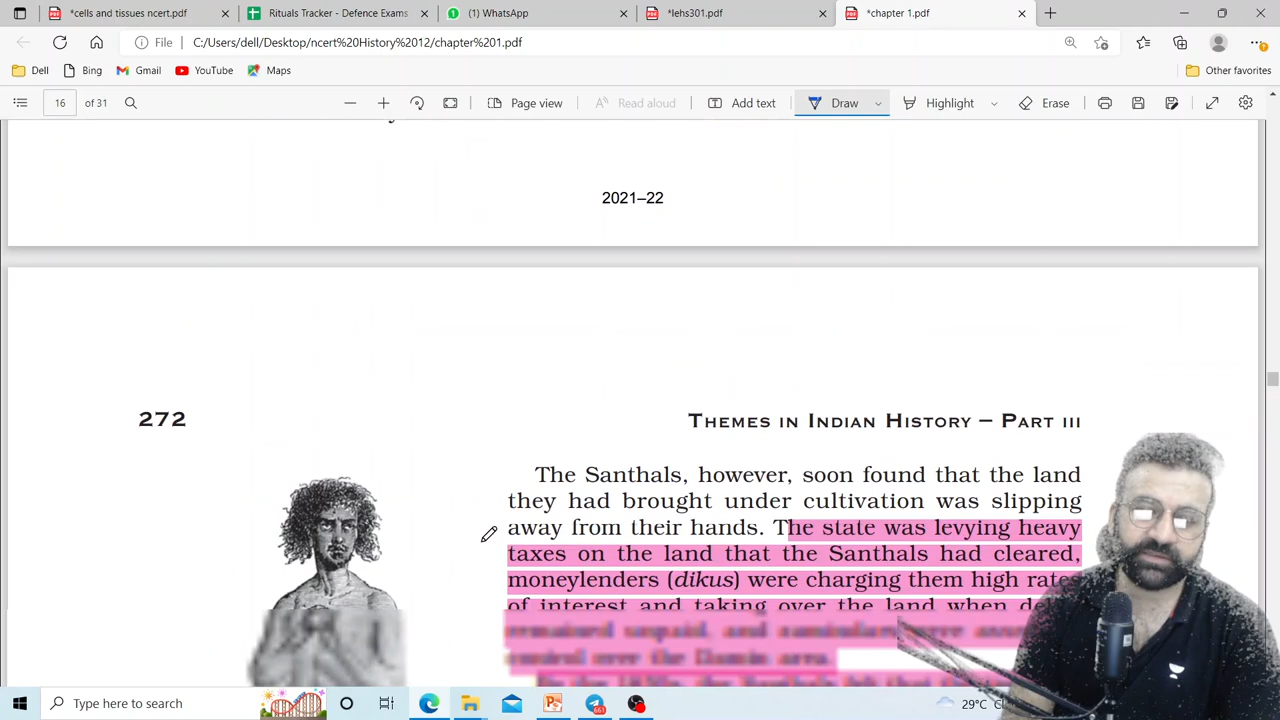 *cells and tissues ncert.pdf
Rituals Tracker - Defence Exams
(1) WhatsApp
*lehs301.pdf
*chapter 1.pdf
File
C:/Users/dell/Desktop/ncert%20History%2012/chapter%201.pdf
Dell
Bing
Gmail
YouTube
Maps
Other favorites
16 of 31
Page view
Read aloud
Add text
Draw
Highlight
Erase
2021–22
272
THEMES IN INDIAN HISTORY – PART III
The Santhals, however, soon found that the land
they had brought under cultivation was slipping
away from their hands. The state was levying heavy
taxes on the land that the Santhals had cleared,
moneylenders (dikus) were charging them high rates
of interest and taking over the land when
remained unpaid, and zamindars were
control over the Damin area.
Type here to search
661
29°C